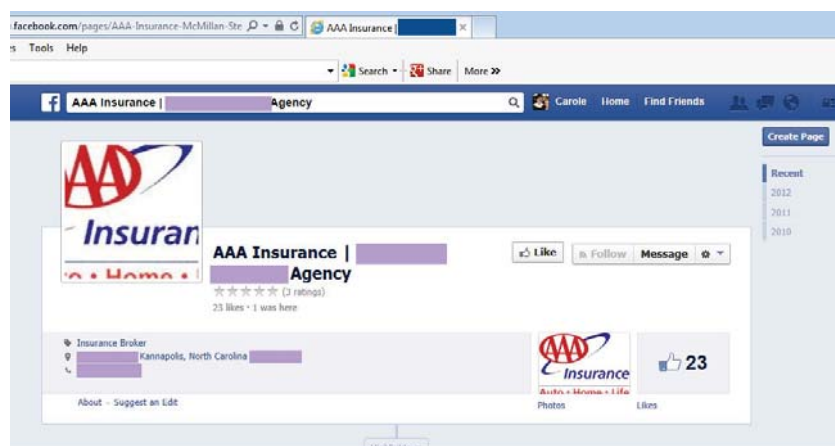 .facebook.com/pages/AAA-Insurance-McMillan-Ste
AAA Insurance |
Tools Help
Search Share More »
AAA Insurance | Agency
Carole Home Find Friends
Create Page
Recent
2012
2011
2010
AAA
Insuran
AAA Insurance |
Agency
Like Follow Message
(3 ratings)
23 likes · 1 was here
Insurance Broker
Kannapolis, North Carolina
About - Suggest an Edit
AAA
Insurance
Auto • Home • Life
Photos
23
Likes